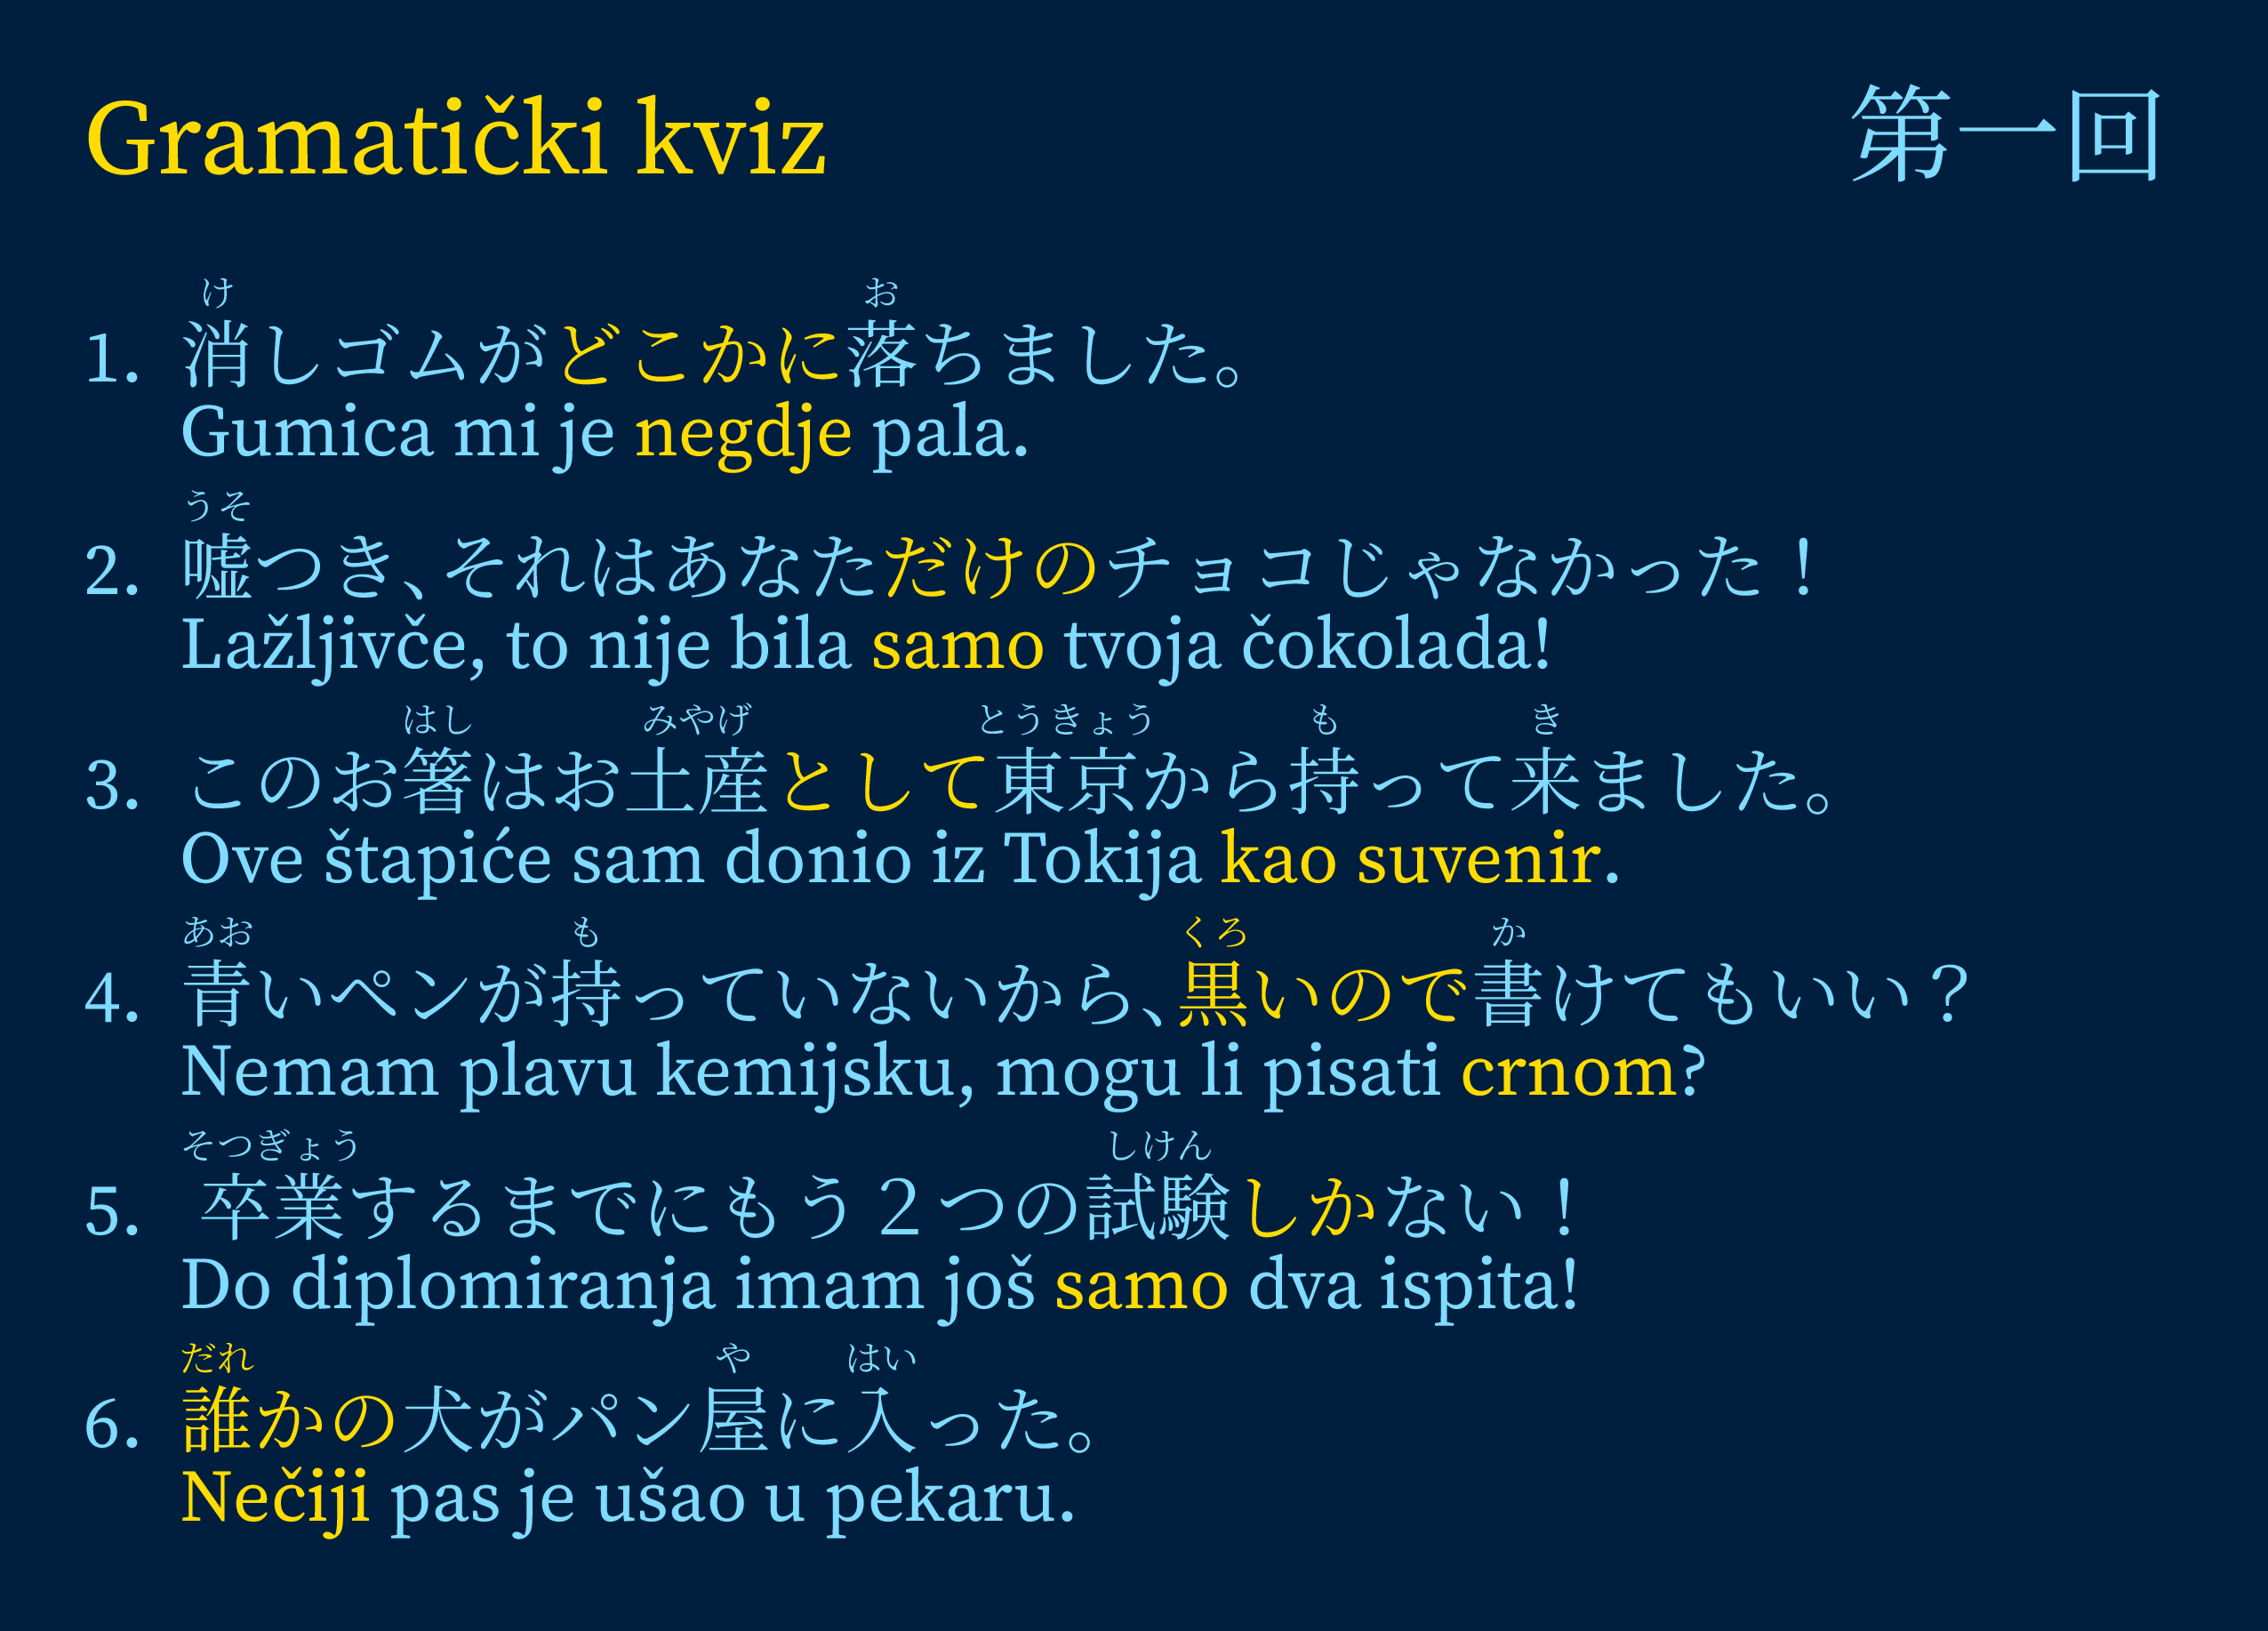 Gramatički kviz 第一回
け お
1. 消しゴムがどこかに落ちました。
Gumica mi je negdje pala.
うそ
2. 嘘つき、それはあなただけのチョコじゃなかった！
Lažljivče, to nije bila samo tvoja čokolada!
はし みやげ とうきょう も き
3. このお箸はお土産として東京から持って来ました。
Ove štapiće sam donio iz Tokija kao suvenir.
あお も くろ か
4. 青いペンが持っていないから、黒いので書けてもいい？
Nemam plavu kemijsku, mogu li pisati crnom?
そつぎょう しけん
5. 卒業するまでにもう２つの試験しかない！
Do diplomiranja imam još samo dva ispita!
だれ や はい
6. 誰かの犬がパン屋に入った。
Nečiji pas je ušao u pekaru.